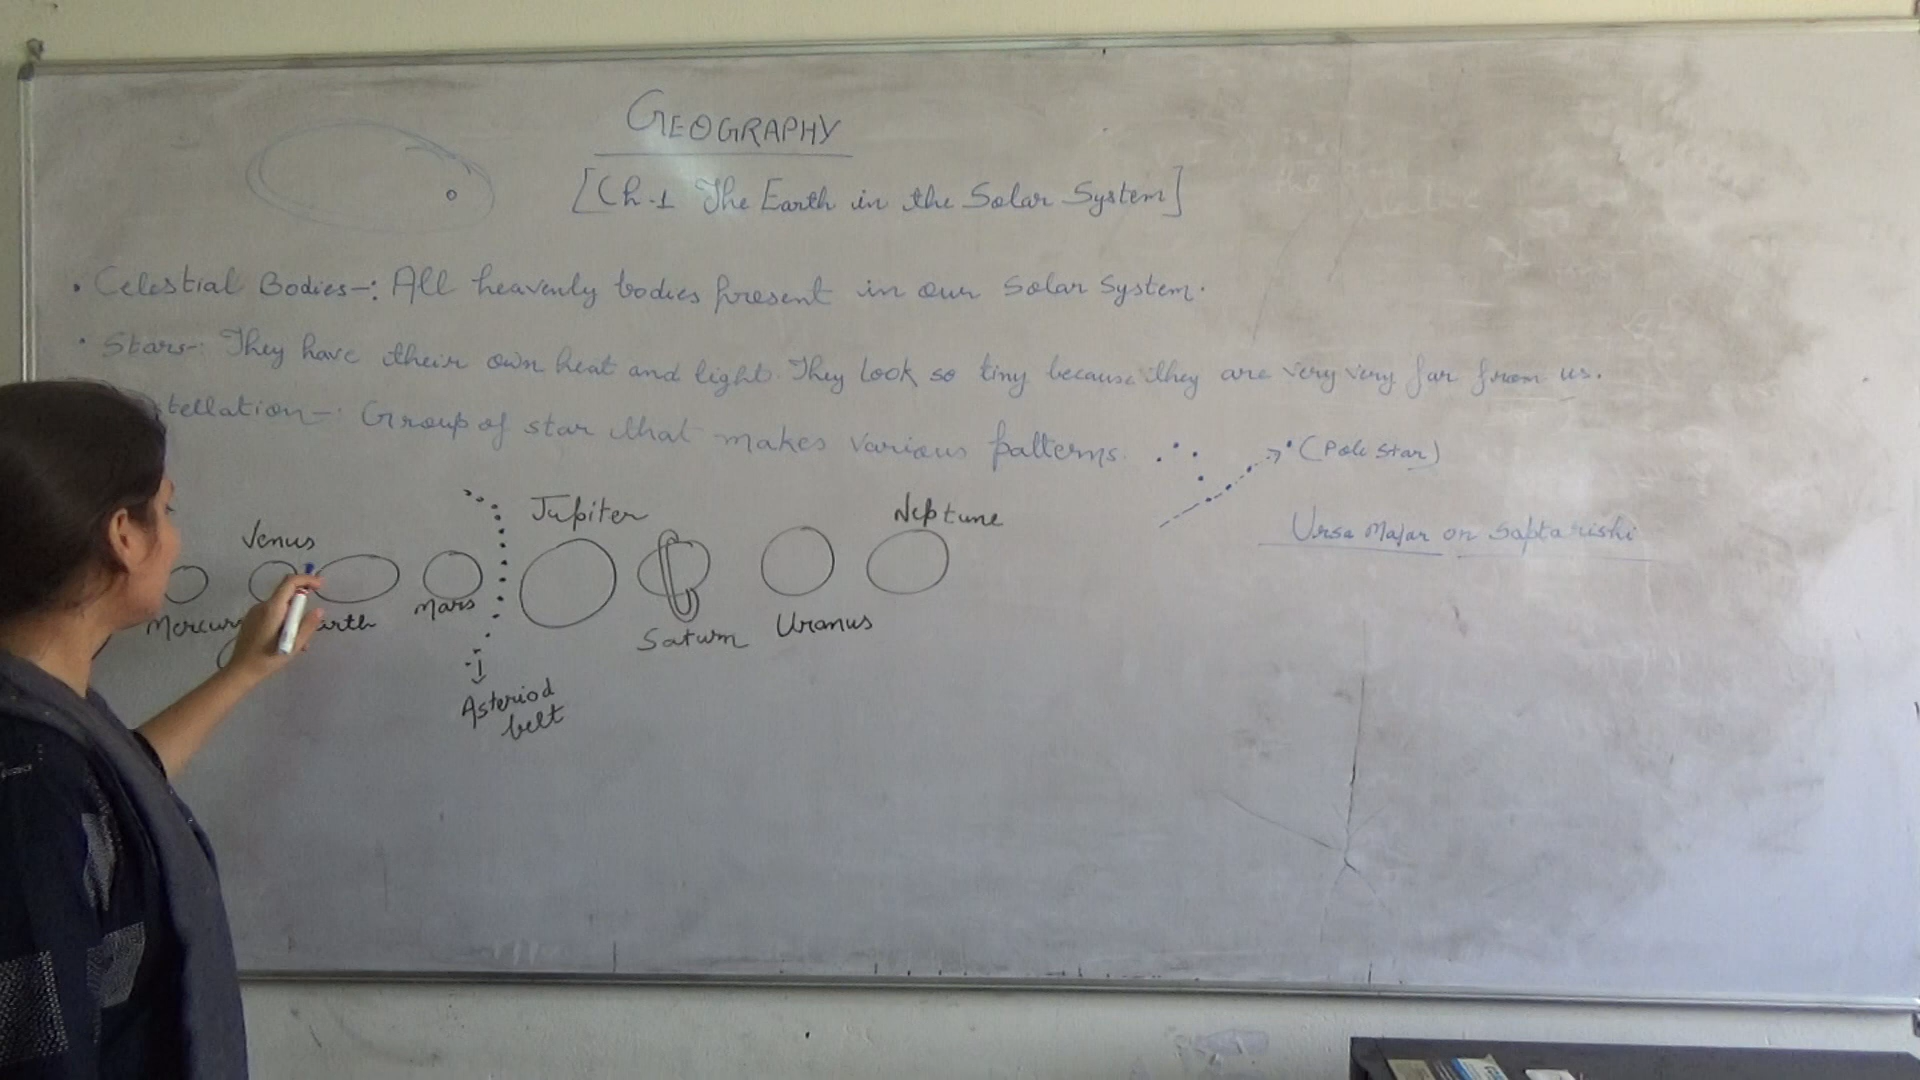 GEOGRAPHY
[Ch-1 The Earth in the Solar System]
• Celestial Bodies-: All heavenly bodies present in our Solar System.
• Stars-: They have their own heat and light. They look so tiny because they are very very far from us.
stellation-: Group of star that makes various patterns.
(Pole Star)
Ursa Major or Saptarishi
Venus
Jupiter
Neptune
Mercury
arth
Mars
Saturn
Uranus
Asteriod
belt